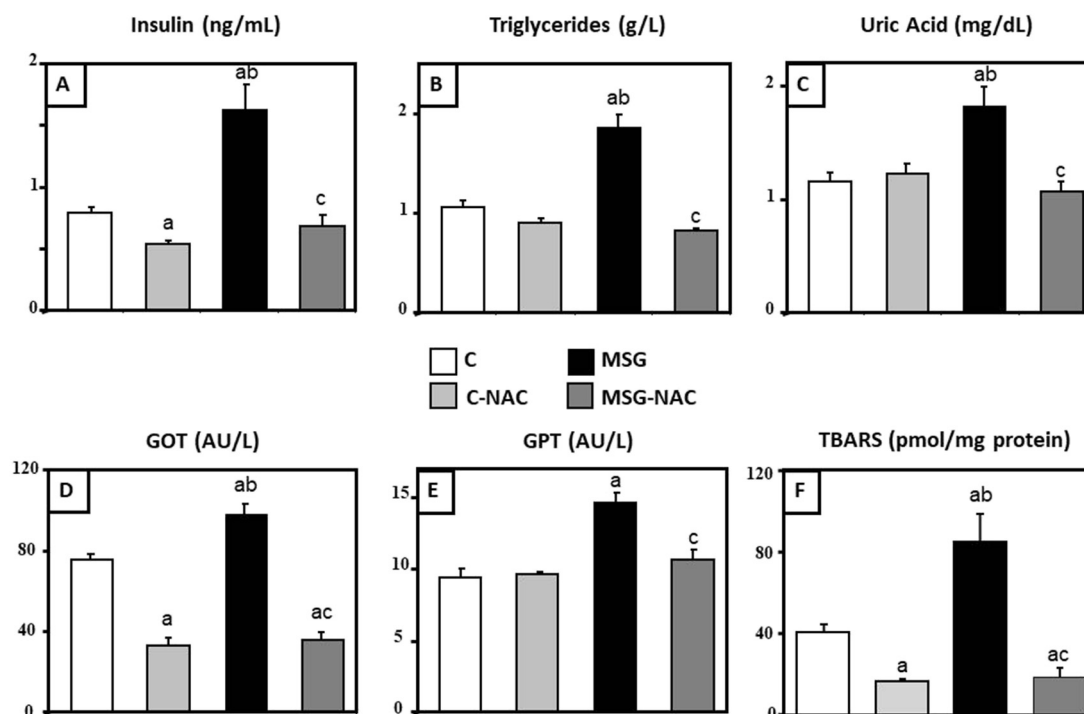 Insulin (ng/mL)
Triglycerides (g/L)
Uric Acid (mg/dL)
2
A
ab
1
a
c
0
2
B
ab
1
c
0
2
C
ab
1
c
0
C
MSG
C-NAC
MSG-NAC
GOT (AU/L)
GPT (AU/L)
TBARS (pmol/mg protein)
120
D
ab
80
40
a
ac
0
15
E
a
10
c
5
0
120
F
ab
80
40
a
ac
0